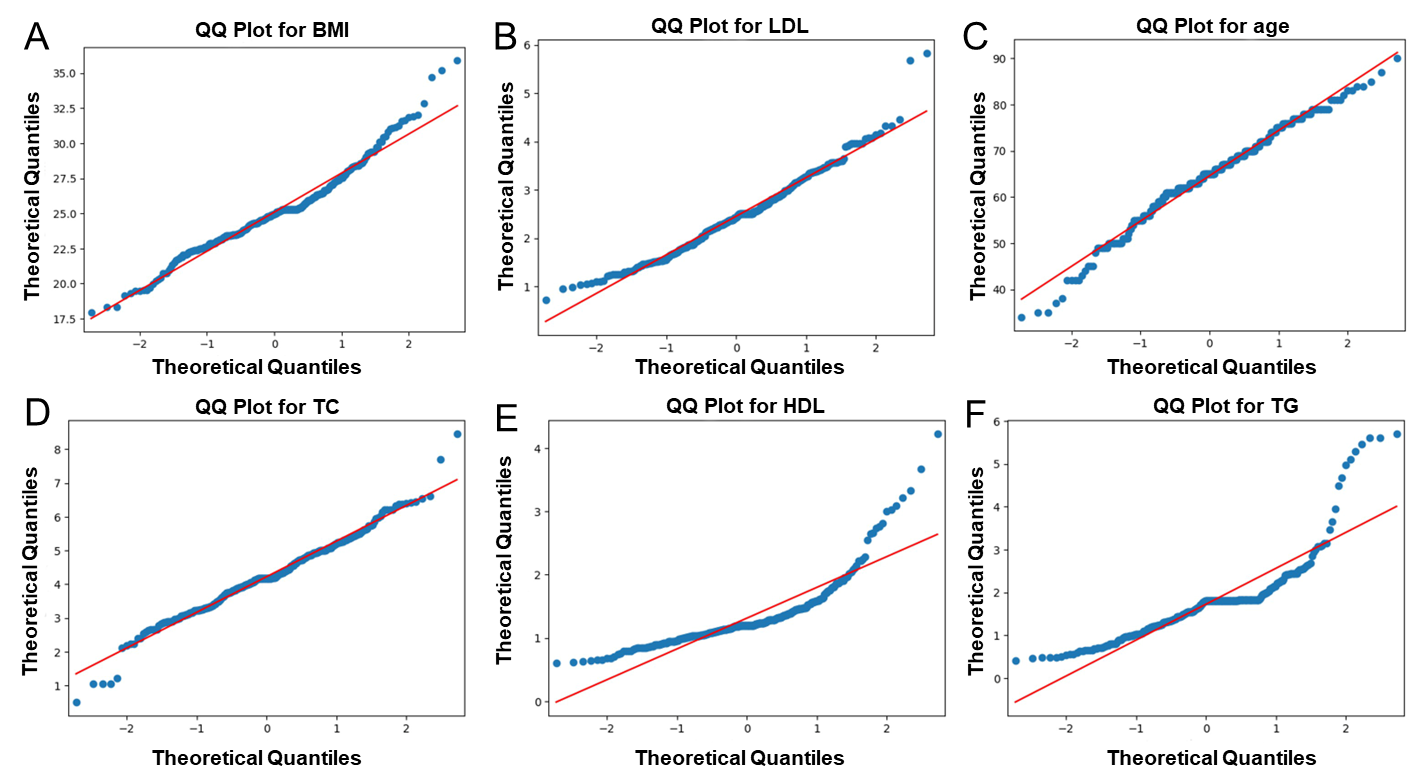 A
QQ Plot for BMI
Theoretical Quantiles
35.0
32.5
30.0
27.5
25.0
22.5
20.0
17.5
−2 −1 0 1 2
Theoretical Quantiles
B
QQ Plot for LDL
Theoretical Quantiles
6
5
4
3
2
1
−2 −1 0 1 2
Theoretical Quantiles
C
QQ Plot for age
Theoretical Quantiles
90
80
70
60
50
40
−2 −1 0 1 2
Theoretical Quantiles
D
QQ Plot for TC
Theoretical Quantiles
8
7
6
5
4
3
2
1
−2 −1 0 1 2
Theoretical Quantiles
E
QQ Plot for HDL
Theoretical Quantiles
4
3
2
1
0
−2 −1 0 1 2
Theoretical Quantiles
F
QQ Plot for TG
Theoretical Quantiles
6
5
4
3
2
1
0
−2 −1 0 1 2
Theoretical Quantiles